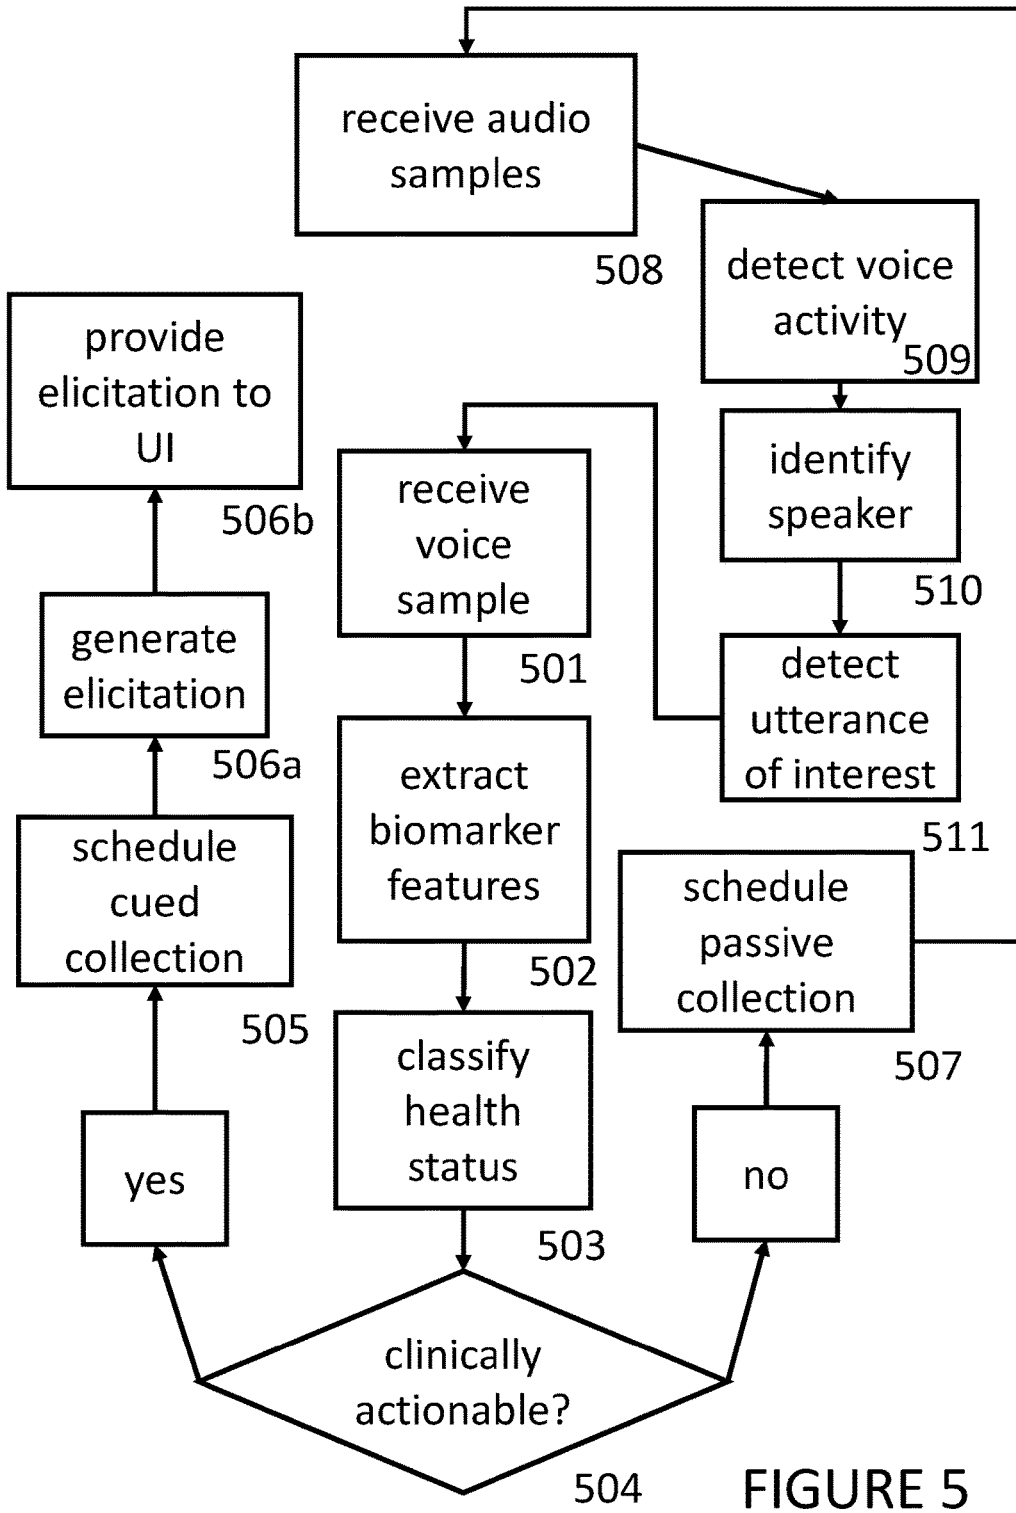 receive audio
samples
508
detect voice
activity
509
provide
elicitation to
UI
506b
receive
voice
sample
501
identify
speaker
510
generate
elicitation
506a
detect
utterance
of interest
511
extract
biomarker
features
502
schedule
cued
collection
505
schedule
passive
collection
507
classify
health
status
503
yes
no
clinically
actionable?
504
FIGURE 5